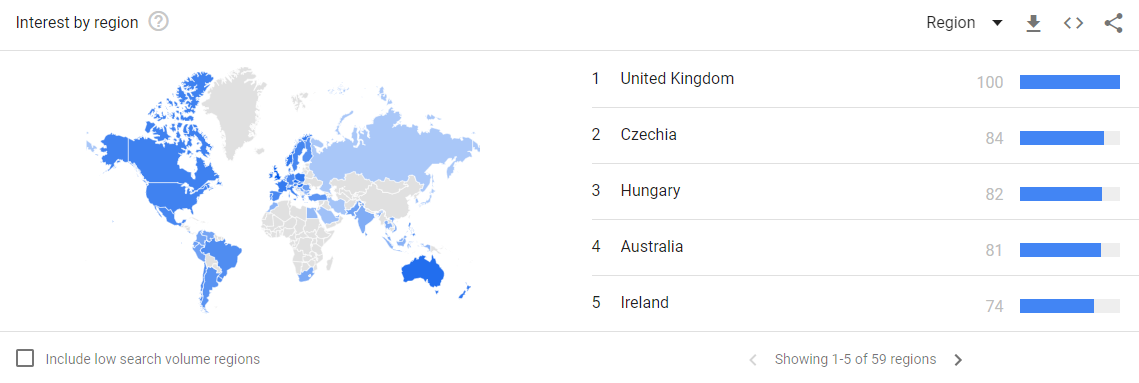 Interest by region ?
Region
1 United Kingdom 100
2 Czechia 84
3 Hungary 82
4 Australia 81
5 Ireland 74
Include low search volume regions
Showing 1-5 of 59 regions